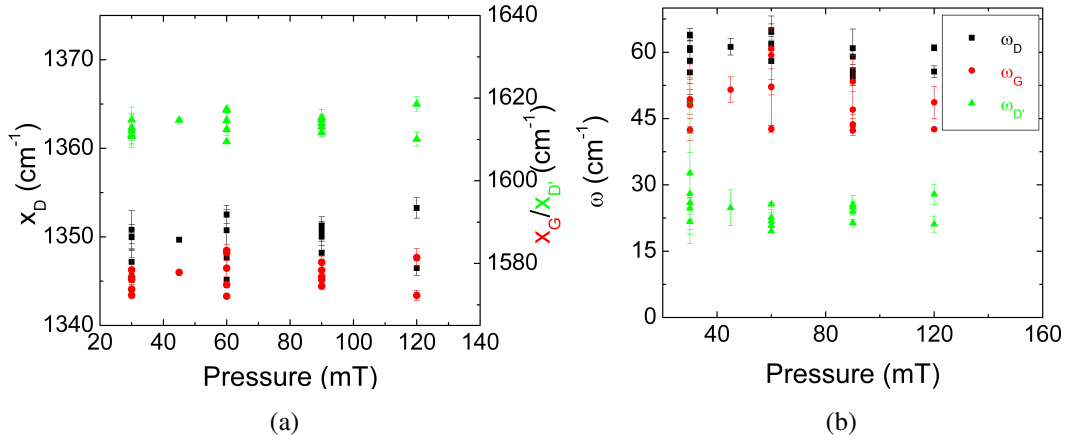 1370
1360
1350
1340
x_D (cm^-1)
20 40 60 80 100 120 140
Pressure (mT)
1640
1620
1600
1580
x_G/x_D' (cm^-1)
(a)
60
45
30
15
0
ω (cm^-1)
40 80 120 160
Pressure (mT)
ω_D
ω_G
ω_D'
(b)